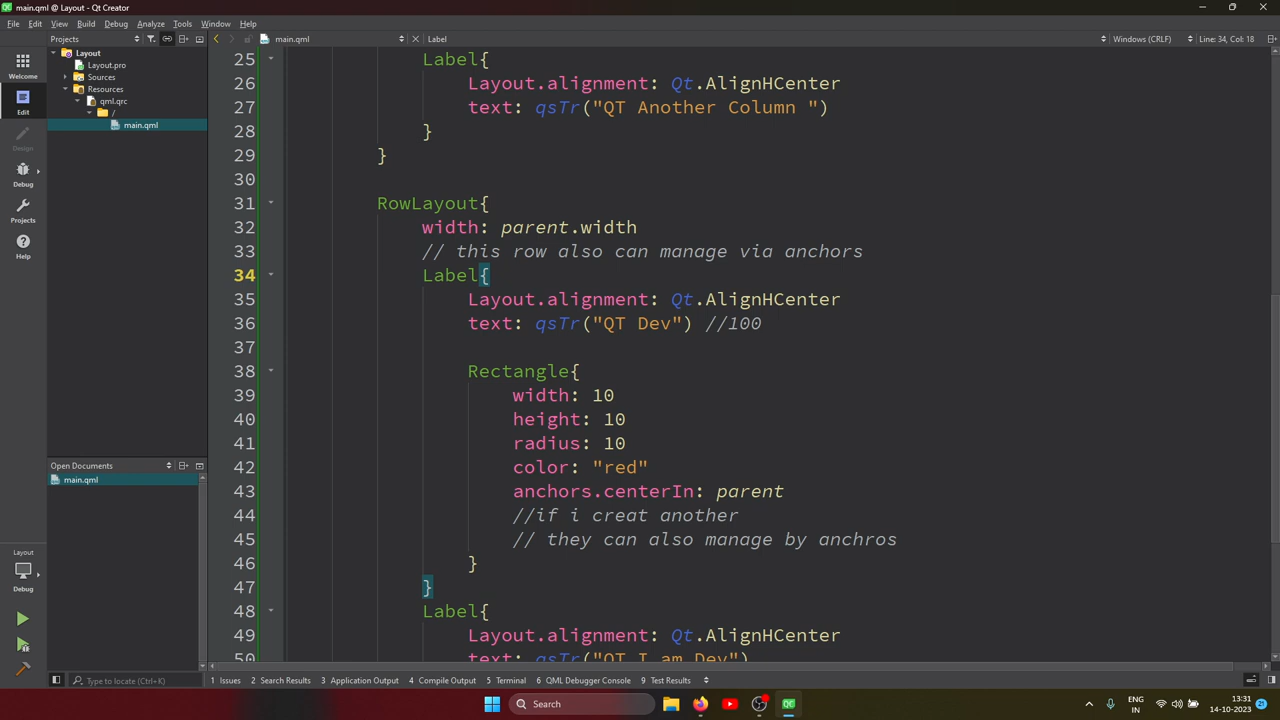 main.qml @ Layout - Qt Creator
File Edit View Build Debug Analyze Tools Window Help
Projects
main.qml
Label
Windows (CRLF)
Line: 34, Col: 18
Welcome
Edit
Design
Debug
Projects
Help
Layout
Layout.pro
Sources
Resources
qml.qrc
/
main.qml
Open Documents
main.qml
Layout
Debug
25 Label{
26 Layout.alignment: Qt.AlignHCenter
27 text: qsTr("QT Another Column ")
28 }
29 }
30
31 RowLayout{
32 width: parent.width
33 // this row also can manage via anchors
34 Label{
35 Layout.alignment: Qt.AlignHCenter
36 text: qsTr("QT Dev") //100
37
38 Rectangle{
39 width: 10
40 height: 10
41 radius: 10
42 color: "red"
43 anchors.centerIn: parent
44 //if i creat another
45 // they can also manage by anchros
46 }
47 }
48 Label{
49 Layout.alignment: Qt.AlignHCenter
50 text: qsTr("QT I am Dev")
Type to locate (Ctrl+K)
1 Issues 2 Search Results 3 Application Output 4 Compile Output 5 Terminal 6 QML Debugger Console 9 Test Results
Search
ENG
IN
13:31
14-10-2023
21